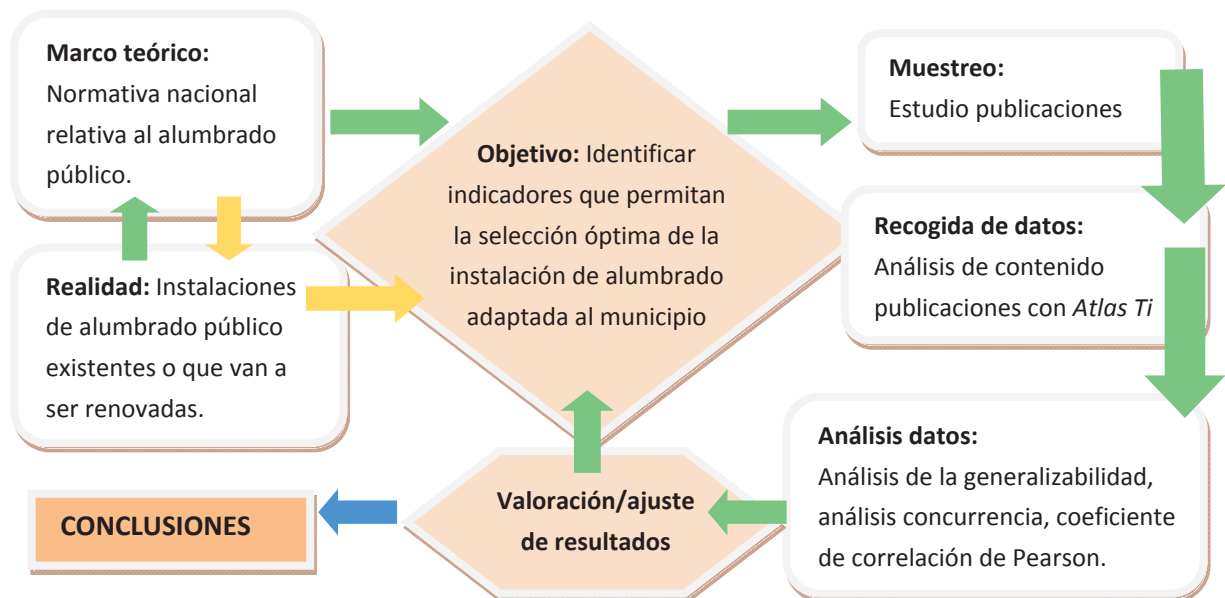 Marco teórico:
Normativa nacional
relativa al alumbrado
público.
Realidad: Instalaciones
de alumbrado público
existentes o que van a
ser renovadas.
Objetivo: Identificar
indicadores que permitan
la selección óptima de la
instalación de alumbrado
adaptada al municipio
Muestreo:
Estudio publicaciones
Recogida de datos:
Análisis de contenido
publicaciones con Atlas Ti
Análisis datos:
Análisis de la generalizabilidad,
análisis concurrencia, coeficiente
de correlación de Pearson.
Valoración/ajuste
de resultados
CONCLUSIONES